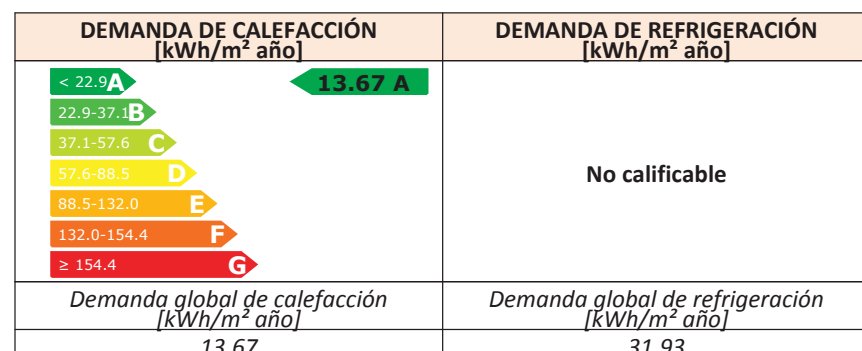 DEMANDA DE CALEFACCIÓN
[kWh/m² año]
DEMANDA DE REFRIGERACIÓN
[kWh/m² año]
< 22.9 A
13.67 A
22.9-37.1 B
37.1-57.6 C
57.6-88.5 D
88.5-132.0 E
132.0-154.4 F
≥ 154.4 G
No calificable
Demanda global de calefacción
[kWh/m² año]
Demanda global de refrigeración
[kWh/m² año]
13.67
31.93